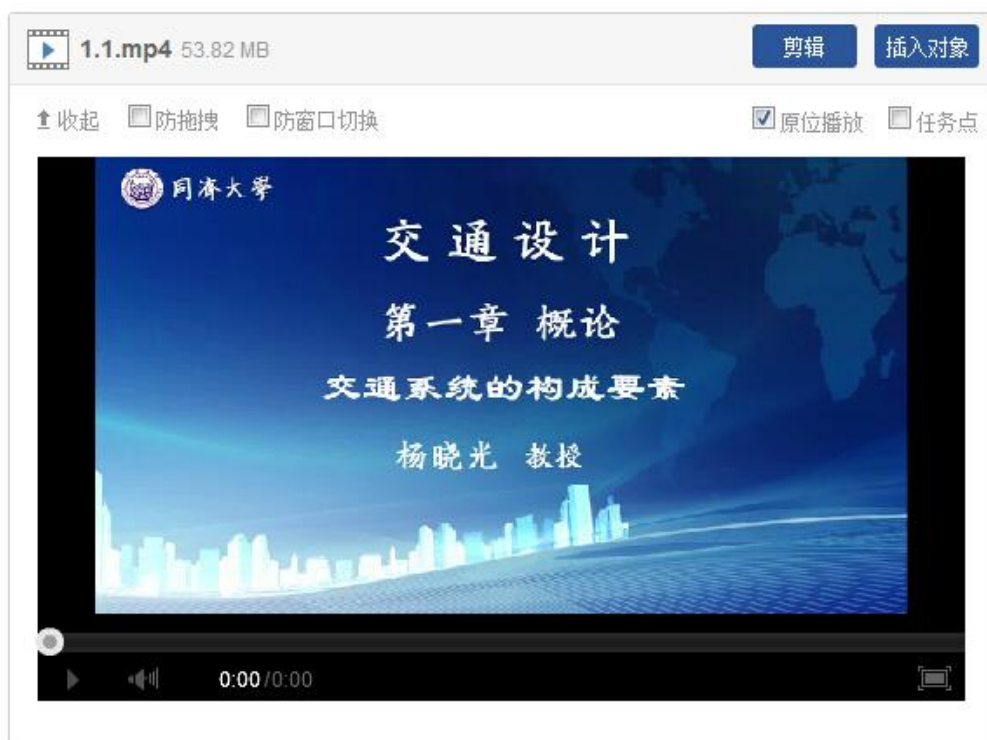 1.1.mp4 53.82 MB 剪辑 插入对象
收起 防拖拽 防窗口切换 原位播放 任务点
同济大学
交通设计
第一章 概论
交通系统的构成要素
杨晓光 教授
0:00/0:00